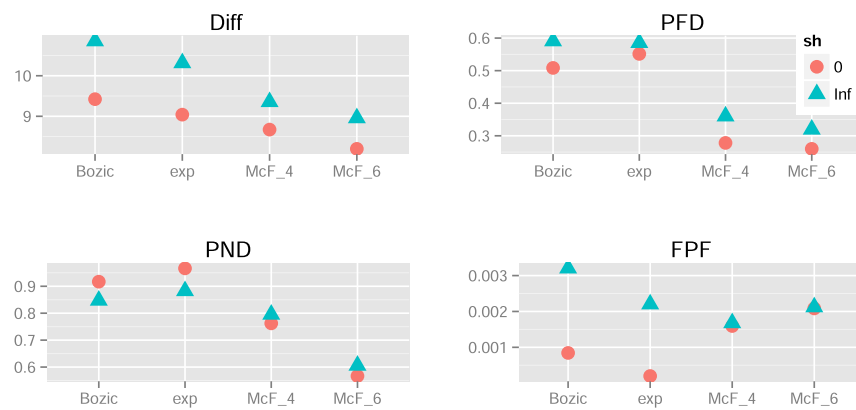 Diff
10
9
Bozic exp McF_4 McF_6
PFD
0.6
0.5
0.4
0.3
Bozic exp McF_4 McF_6
sh
0
Inf
PND
0.9
0.8
0.7
0.6
Bozic exp McF_4 McF_6
FPF
0.003
0.002
0.001
Bozic exp McF_4 McF_6